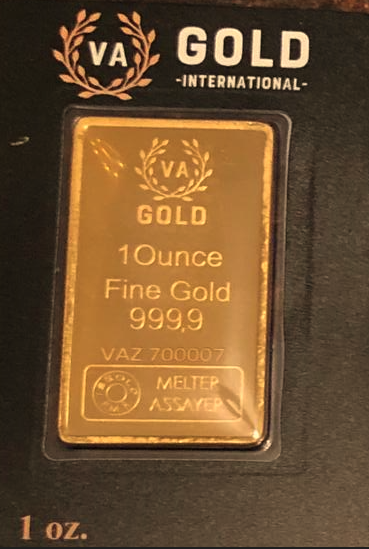 VA GOLD
-INTERNATIONAL-
VA
GOLD
1Ounce
Fine Gold
999,9
VAZ 700007
MELTER
ASSAYER
1 oz.